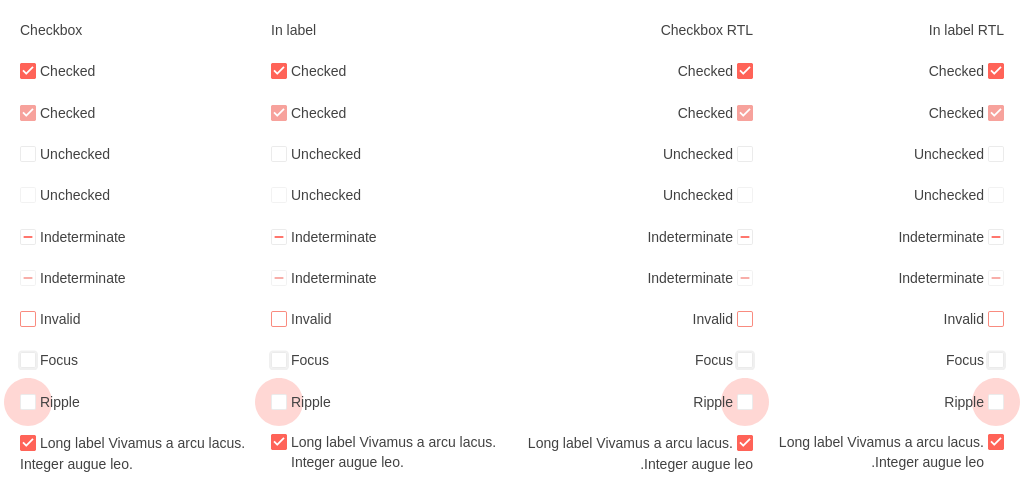 Checkbox In label Checkbox RTL In label RTL
Checked Checked Checked Checked
Checked Checked Checked Checked
Unchecked Unchecked Unchecked Unchecked
Unchecked Unchecked Unchecked Unchecked
Indeterminate Indeterminate Indeterminate Indeterminate
Indeterminate Indeterminate Indeterminate Indeterminate
Invalid Invalid Invalid Invalid
Focus Focus Focus Focus
Ripple Ripple Ripple Ripple
Long label Vivamus a arcu lacus. Long label Vivamus a arcu lacus. Long label Vivamus a arcu lacus. Long label Vivamus a arcu lacus.
Integer augue leo. Integer augue leo. .Integer augue leo .Integer augue leo